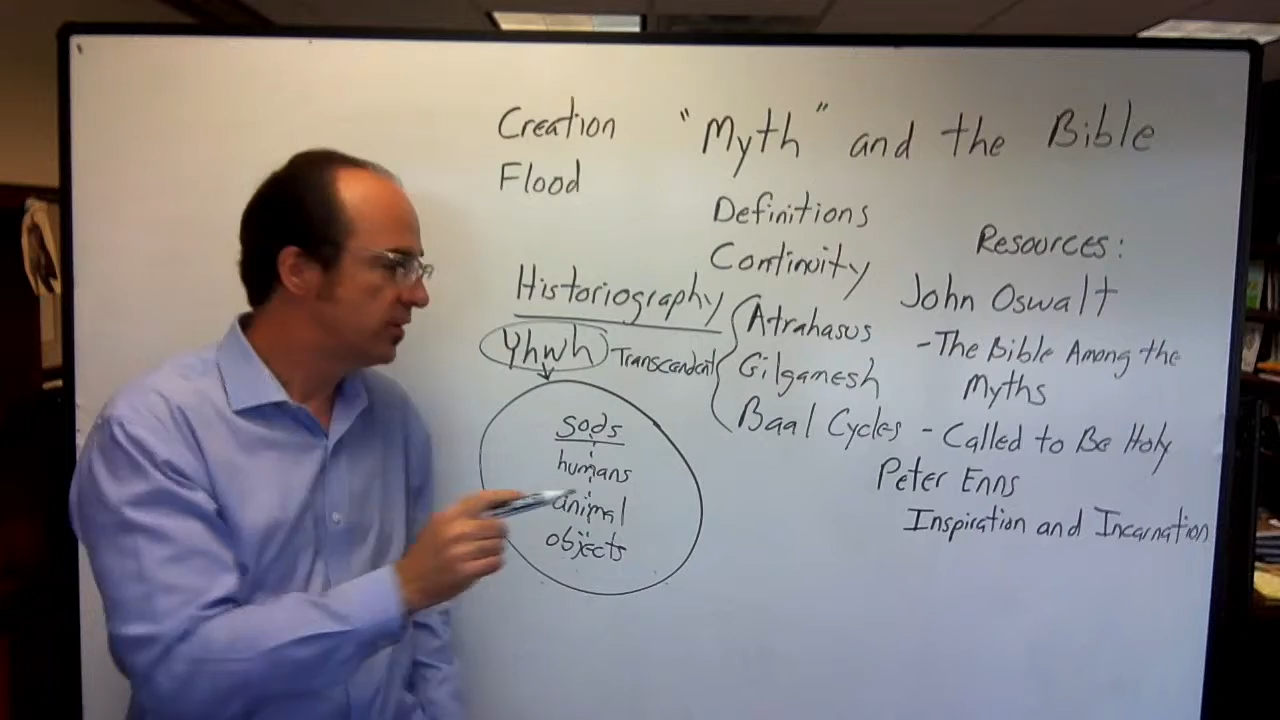 Creation
Flood
"Myth" and the Bible
Definitions
Continuity
Historiography
Yhwh Transcendent
Atrahasus
Gilgamesh
Baal Cycles
gods
humans
animal
objects
Resources:
John Oswalt
- The Bible Among the
Myths
- Called to Be Holy
Peter Enns
Inspiration and Incarnation